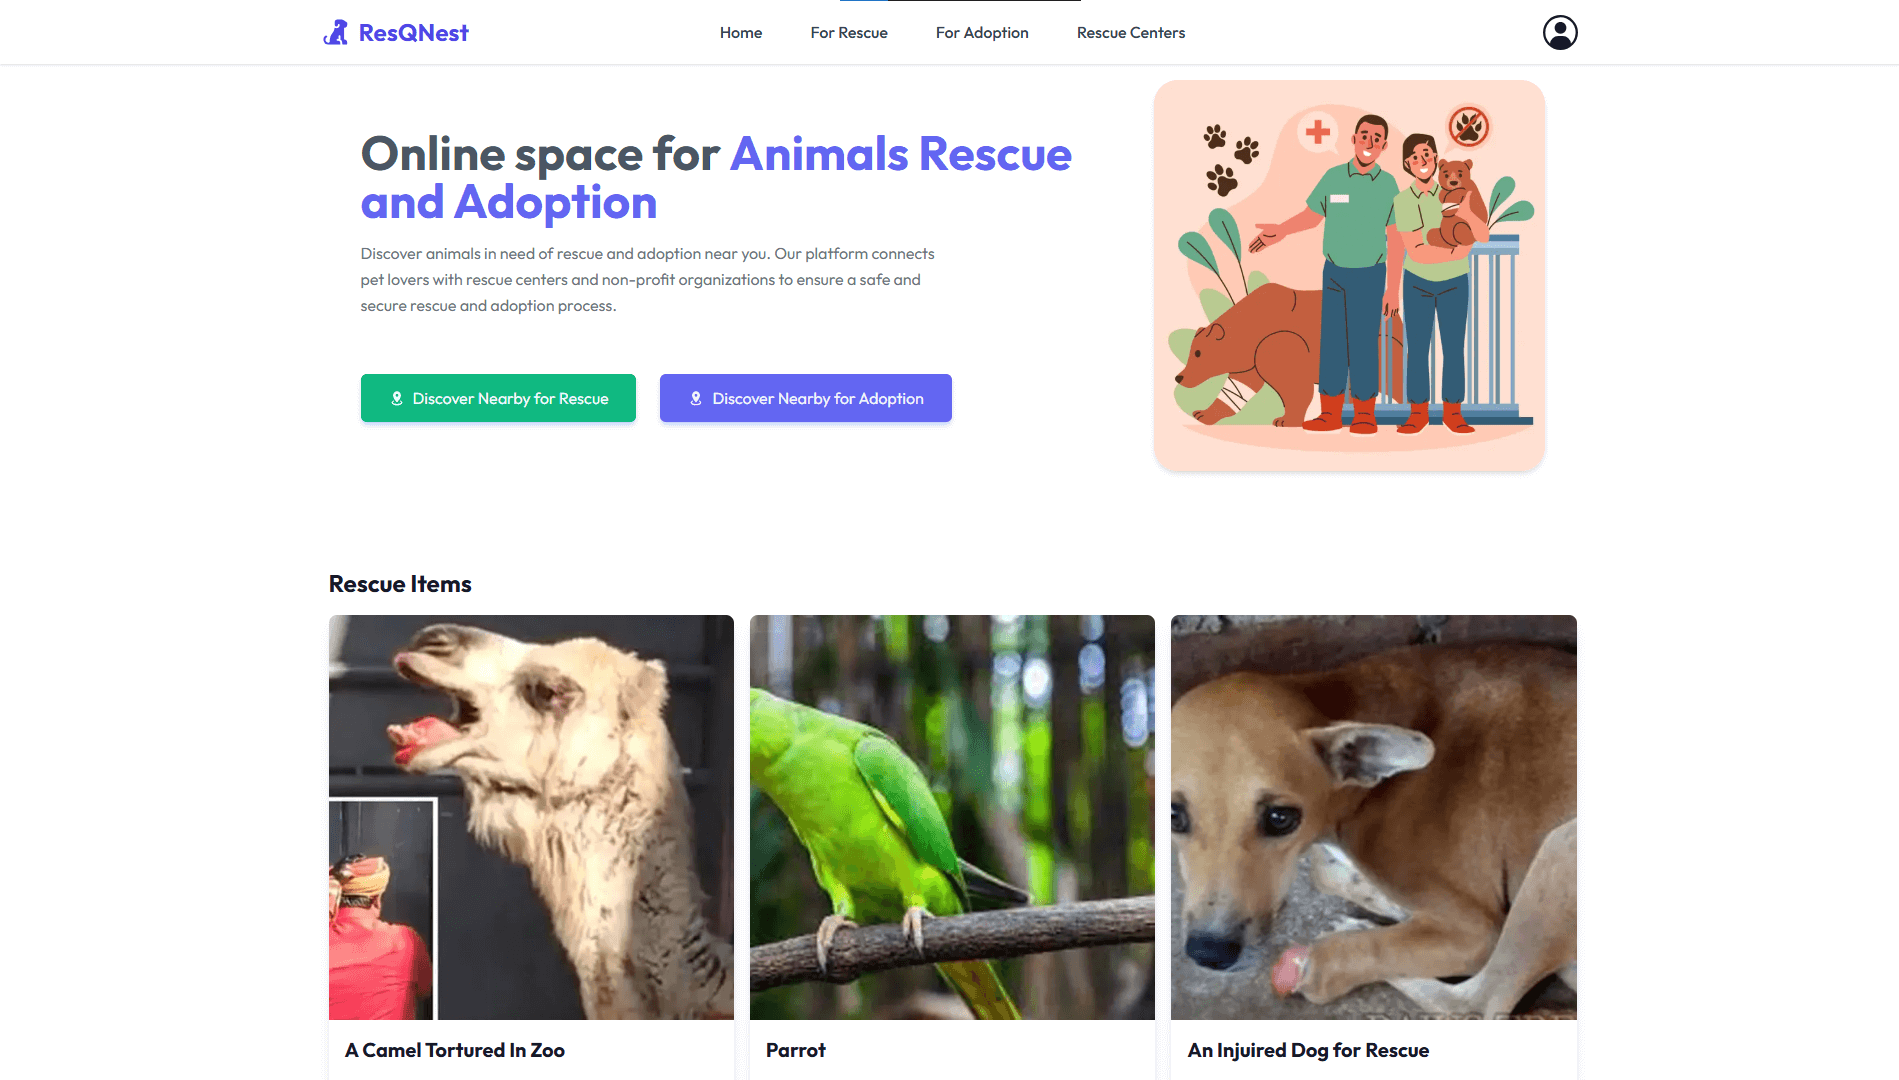 ResQNest
Home
For Rescue
For Adoption
Rescue Centers
Online space for Animals Rescue
and Adoption
Discover animals in need of rescue and adoption near you. Our platform connects
pet lovers with rescue centers and non-profit organizations to ensure a safe and
secure rescue and adoption process.
Discover Nearby for Rescue
Discover Nearby for Adoption
Rescue Items
A Camel Tortured In Zoo
Parrot
An Injuired Dog for Rescue